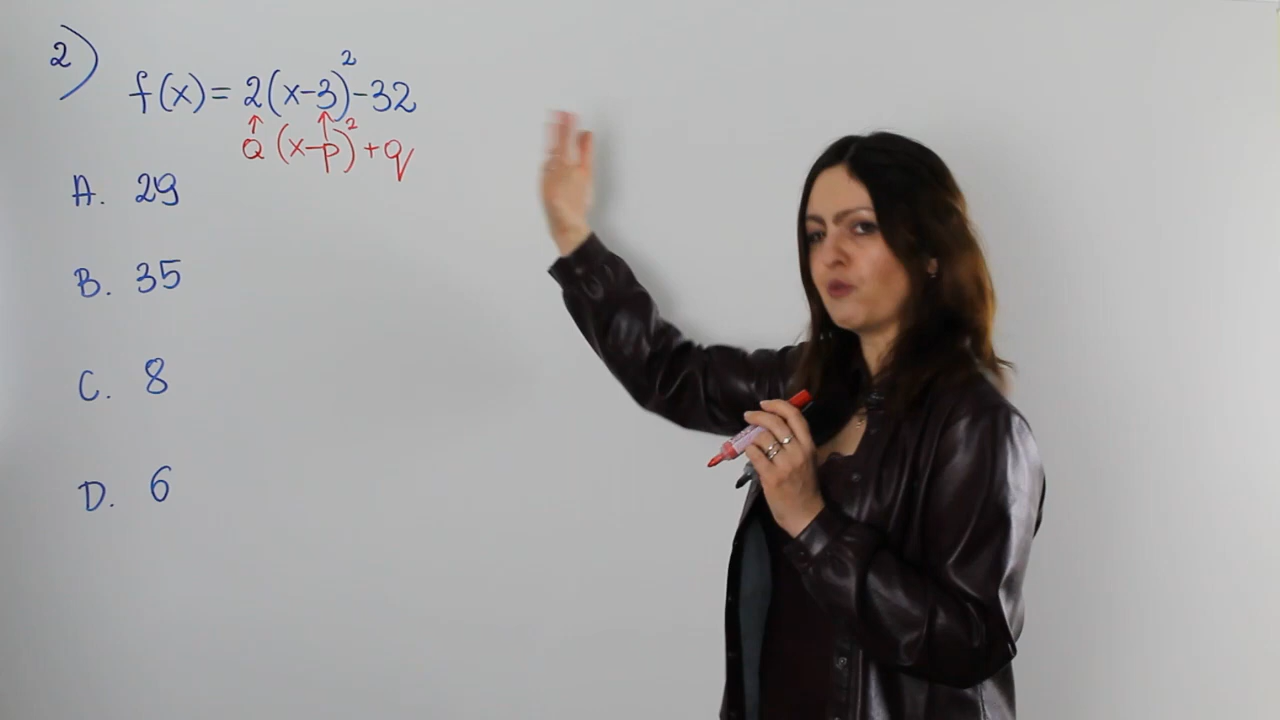 2)
f(x) = 2(x-3)²-32
a(x-p)²+q
A. 29
B. 35
C. 8
D. 6